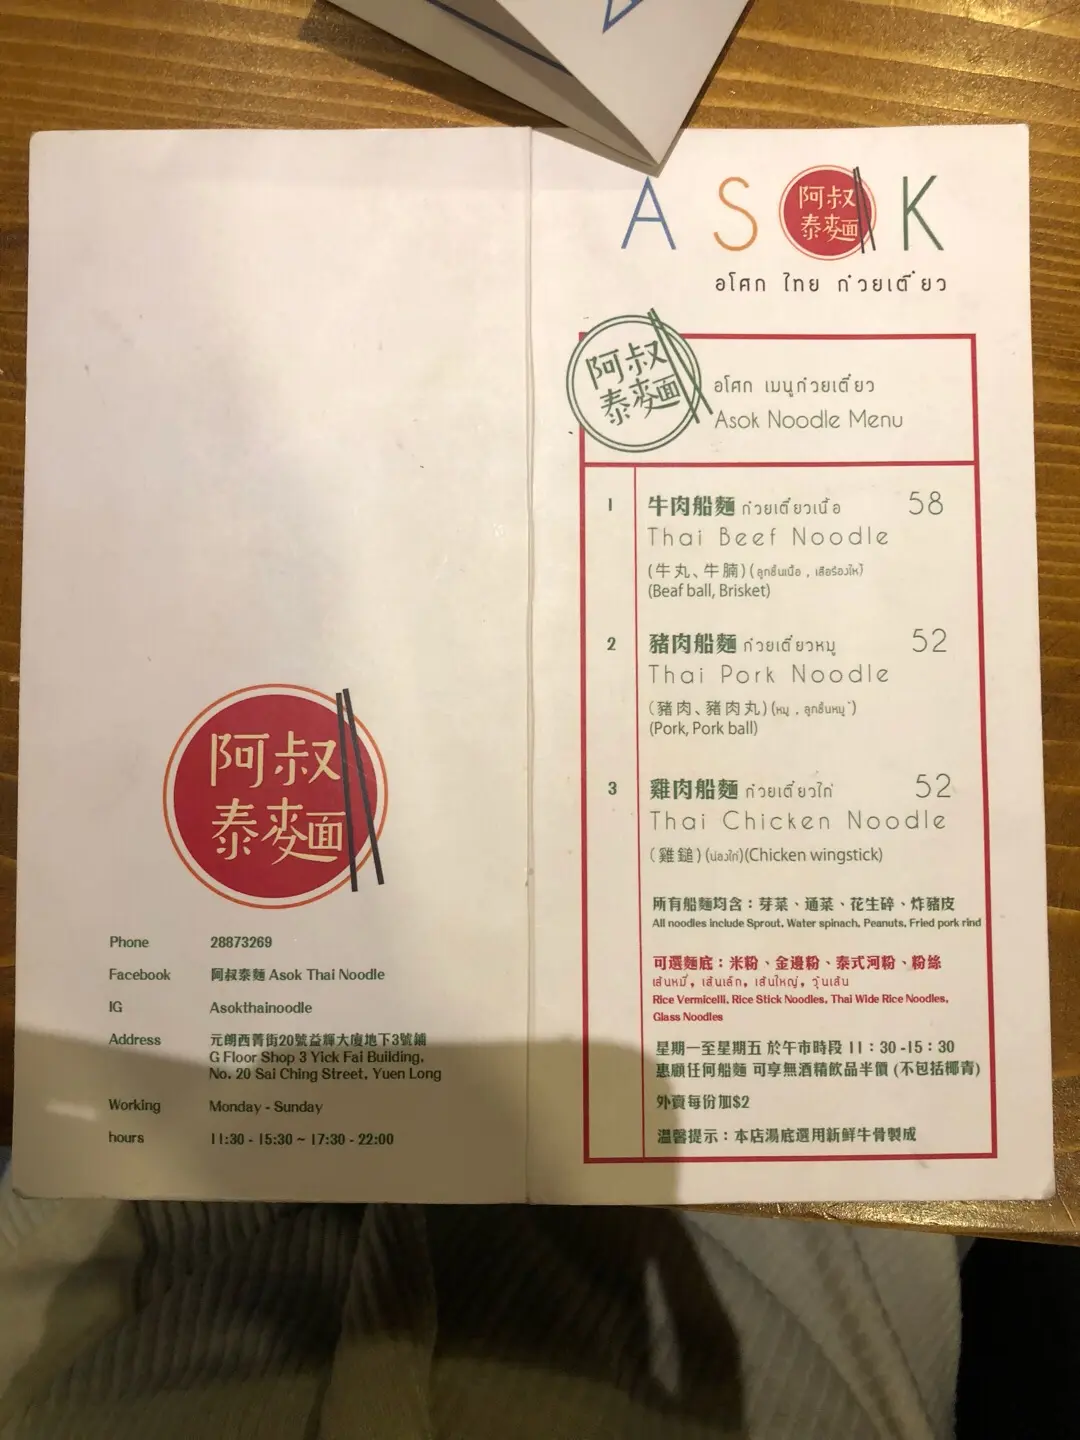 阿叔
泰麵
Phone 28873269
Facebook 阿叔泰麵 Asok Thai Noodle
IG Asokthainoodle
Address 元朗西菁街20號益輝大廈地下3號鋪
G Floor Shop 3 Yick Fai Building,
No. 20 Sai Ching Street, Yuen Long
Working Monday - Sunday
hours 11:30 - 15:30 ~ 17:30 - 22:00
A S 阿叔泰麵 K
อโศก ไทย ก๋วยเตี๋ยว
阿叔
泰麵
อโศก เมนูก๋วยเตี๋ยว
Asok Noodle Menu
1 牛肉船麵 ก๋วยเตี๋ยวเนื้อ 58
Thai Beef Noodle
(牛丸、牛腩) (ลูกชิ้นเนื้อ , เสือร้องไห้)
(Beaf ball, Brisket)
2 豬肉船麵 ก๋วยเตี๋ยวหมู 52
Thai Pork Noodle
(豬肉、豬肉丸) (หมู , ลูกชิ้นหมู)
(Pork, Pork ball)
3 雞肉船麵 ก๋วยเตี๋ยวไก่ 52
Thai Chicken Noodle
(雞鎚) (น่องไก่)(Chicken wingstick)
所有船麵均含：芽菜、通菜、花生碎、炸豬皮
All noodles include Sprout, Water spinach, Peanuts, Fried pork rind
可選麵底：米粉、金邊粉、泰式河粉、粉絲
เส้นหมี่, เส้นเล็ก, เส้นใหญ่, วุ้นเส้น
Rice Vermicelli, Rice Stick Noodles, Thai Wide Rice Noodles,
Glass Noodles
星期一至星期五 於午市時段 11：30 -15：30
惠顧任何船麵 可享無酒精飲品半價 (不包括椰青)
外賣每份加$2
溫馨提示：本店湯底選用新鮮牛骨製成